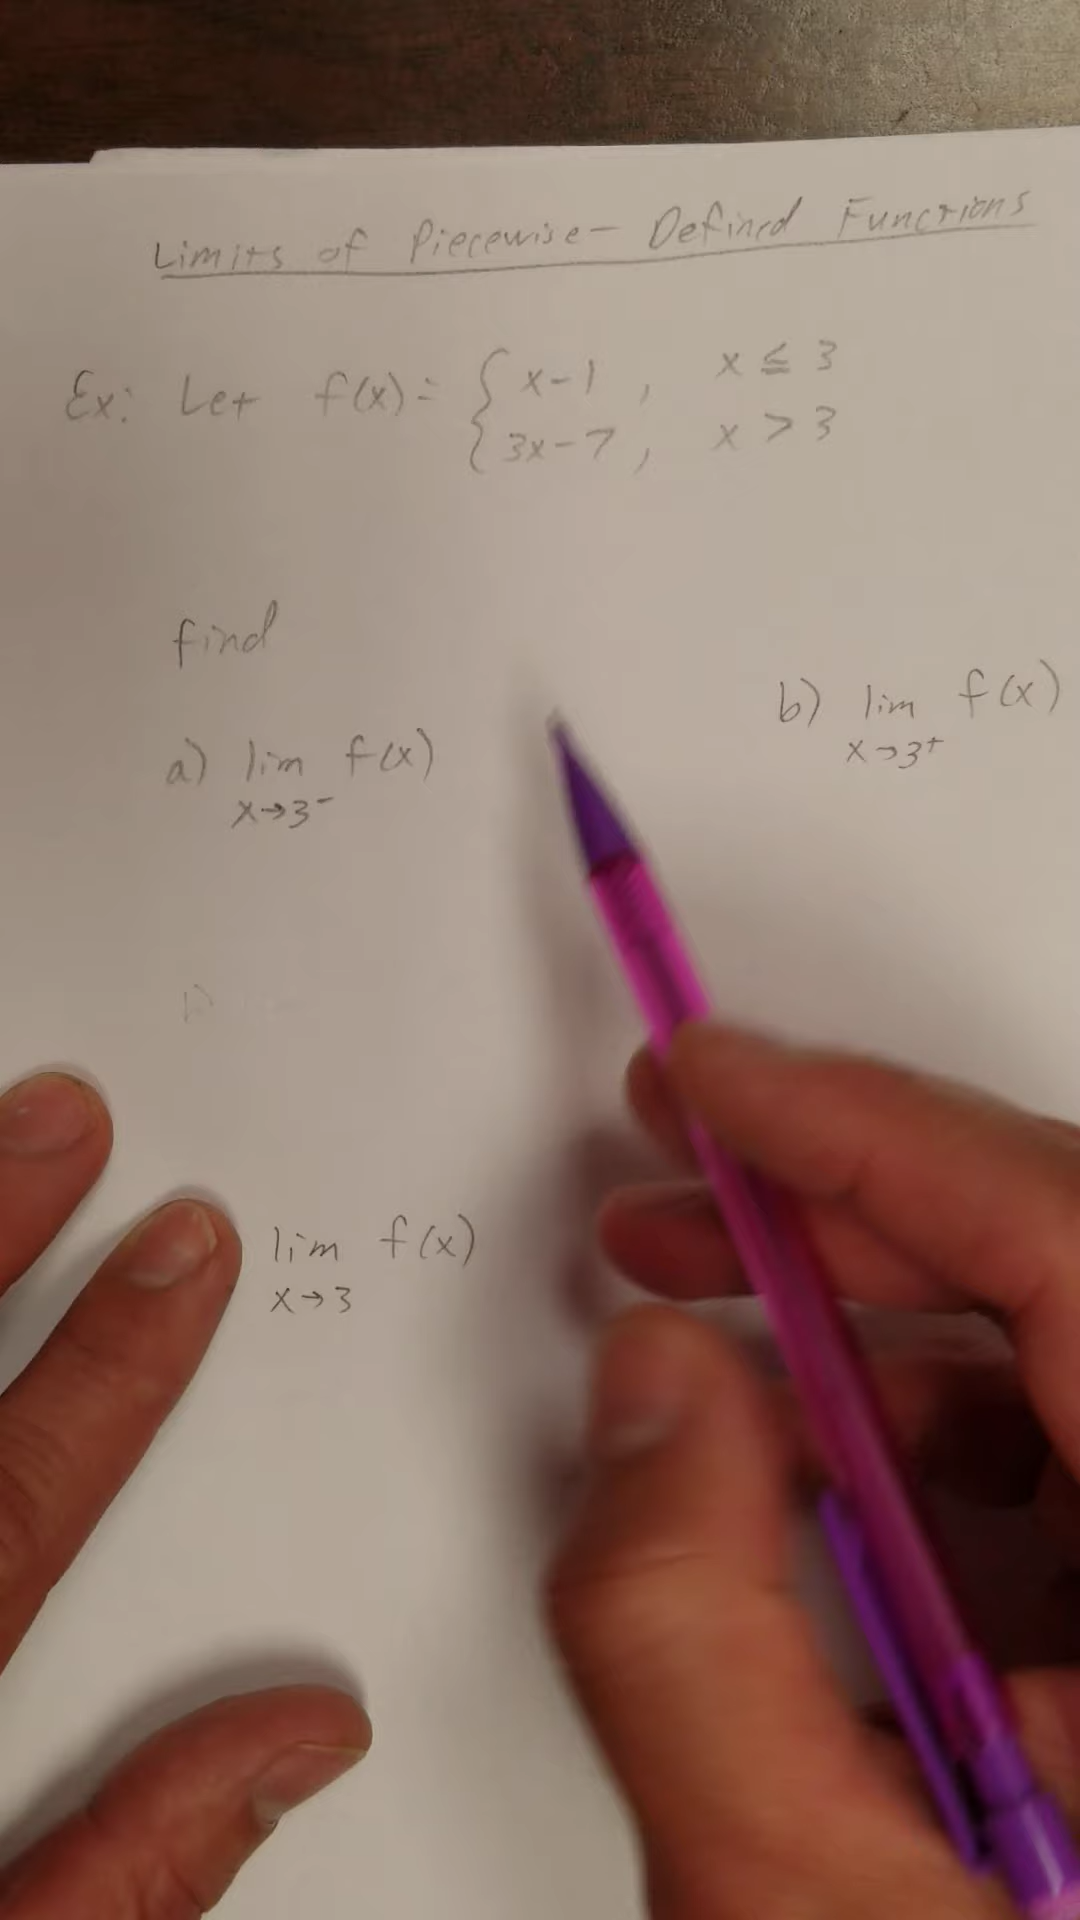 Limits of Piecewise-Defined Functions
Ex: Let f(x) = { x-1 , x ≤ 3
3x-7 , x > 3
find
a) lim f(x)
x→3⁻
b) lim f(x)
x→3⁺
lim f(x)
x→3